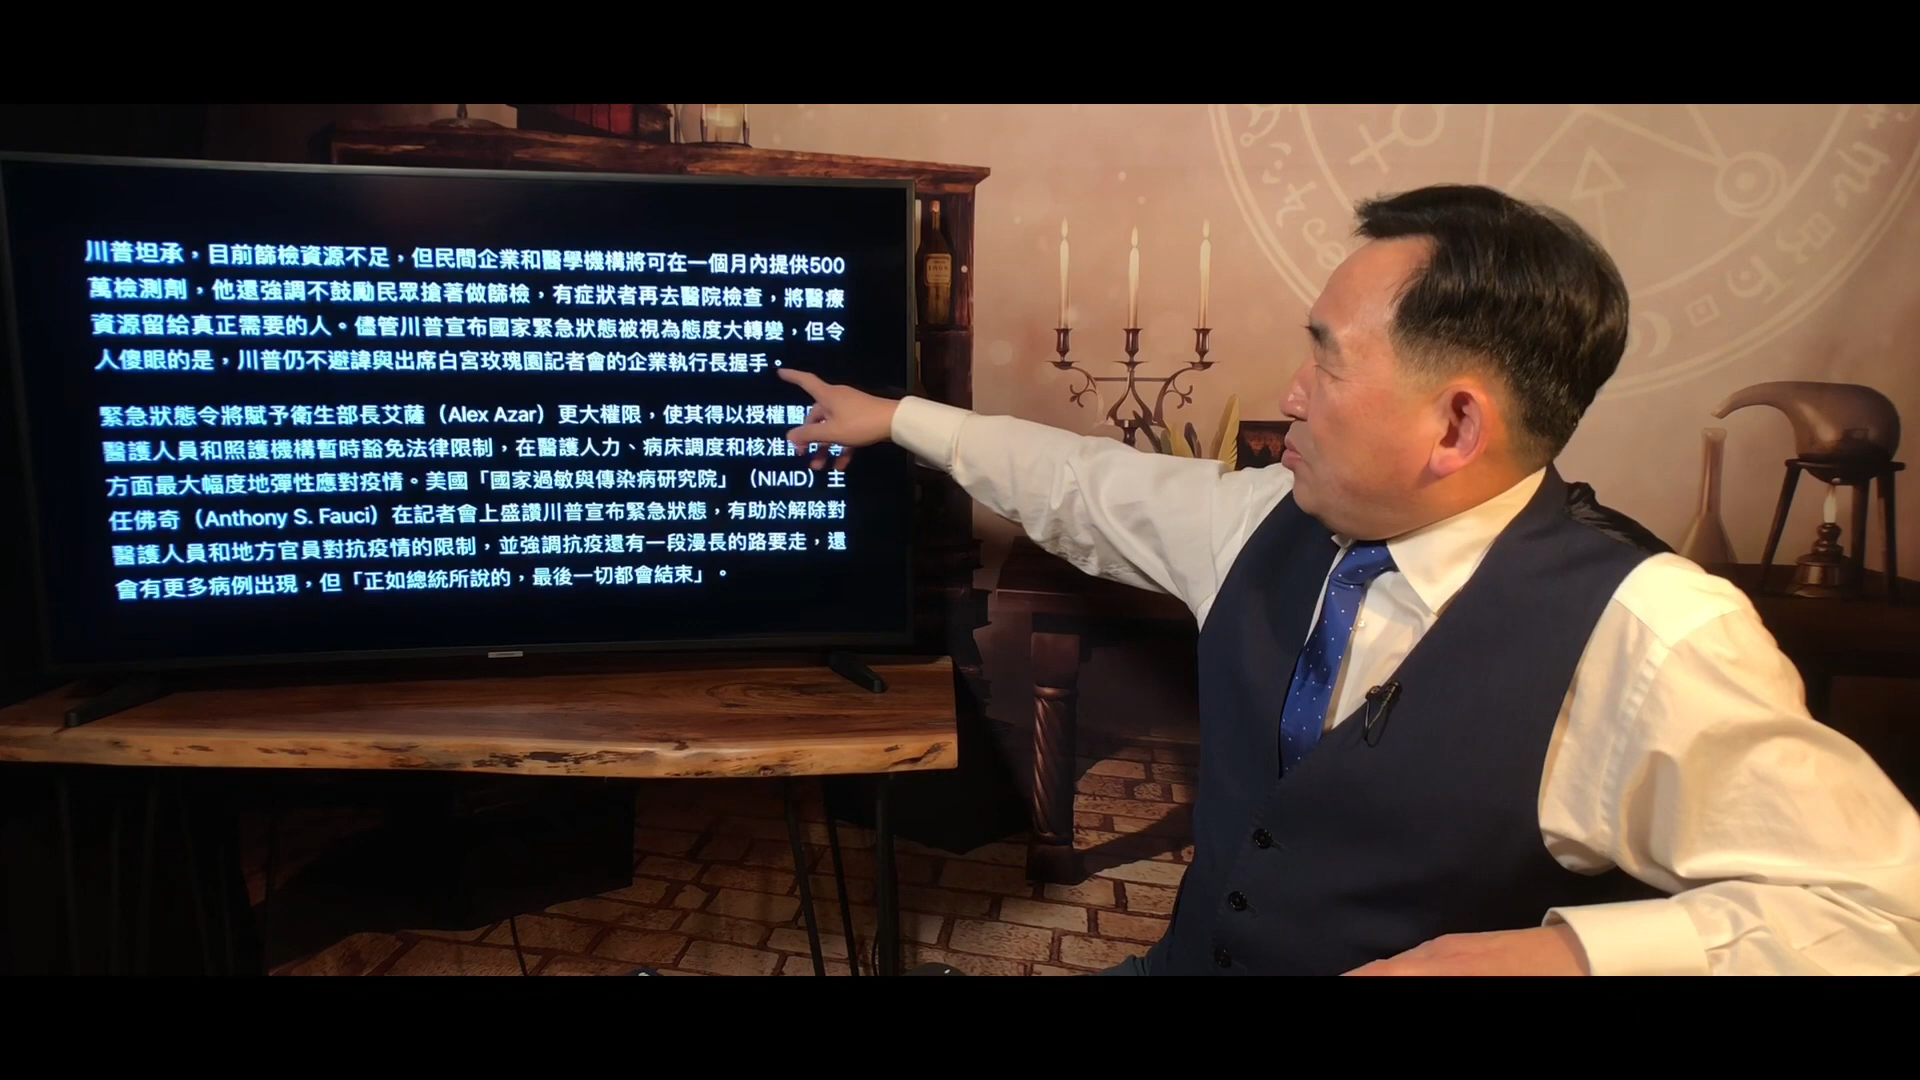 川普坦承，目前篩檢資源不足，但民間企業和醫學機構將可在一個月內提供500
萬檢測劑，他還強調不鼓勵民眾搶著做篩檢，有症狀者再去醫院檢查，將醫療
資源留給真正需要的人。儘管川普宣布國家緊急狀態被視為態度大轉變，但令
人傻眼的是，川普仍不避諱與出席白宮玫瑰園記者會的企業執行長握手。
緊急狀態令將賦予衛生部長艾薩（Alex Azar）更大權限，使其得以授權醫
醫護人員和照護機構暫時豁免法律限制，在醫護人力、病床調度和核准
方面最大幅度地彈性應對疫情。美國「國家過敏與傳染病研究院」（NIAID）主
任佛奇（Anthony S. Fauci）在記者會上盛讚川普宣布緊急狀態，有助於解除對
醫護人員和地方官員對抗疫情的限制，並強調抗疫還有一段漫長的路要走，還
會有更多病例出現，但「正如總統所說的，最後一切都會結束」。